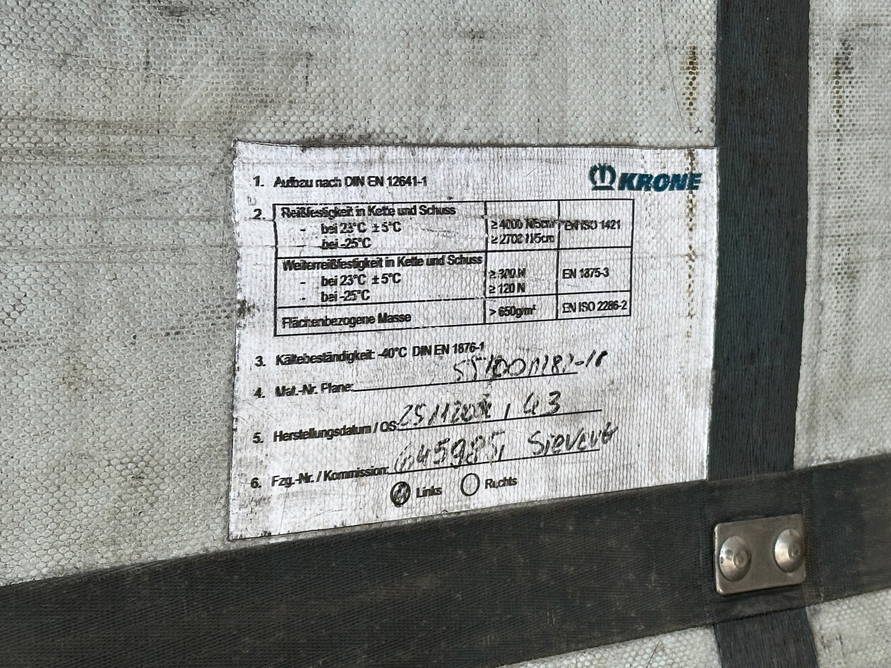 KRONE
1. Aufbau nach DIN EN 12641-1
2. Reißfestigkeit in Kette und Schuss
- bei 23°C ±5°C ≥ 4000 N/5cm EN ISO 1421
- bei -25°C ≥ 2700 N/5cm
Weiterreißfestigkeit in Kette und Schuss
- bei 23°C ±5°C ≥ 300 N EN 1875-3
- bei -25°C ≥ 120 N
Flächenbezogene Masse > 650g/m² EN ISO 2286-2
3. Kältebeständigkeit: -40°C DIN EN 1876-1
4. Mat.-Nr. Plane:
5. Herstellungsdatum / OS: 43
6. Fzg.-Nr. / Kommission: 645985, Sievert
Links Rechts